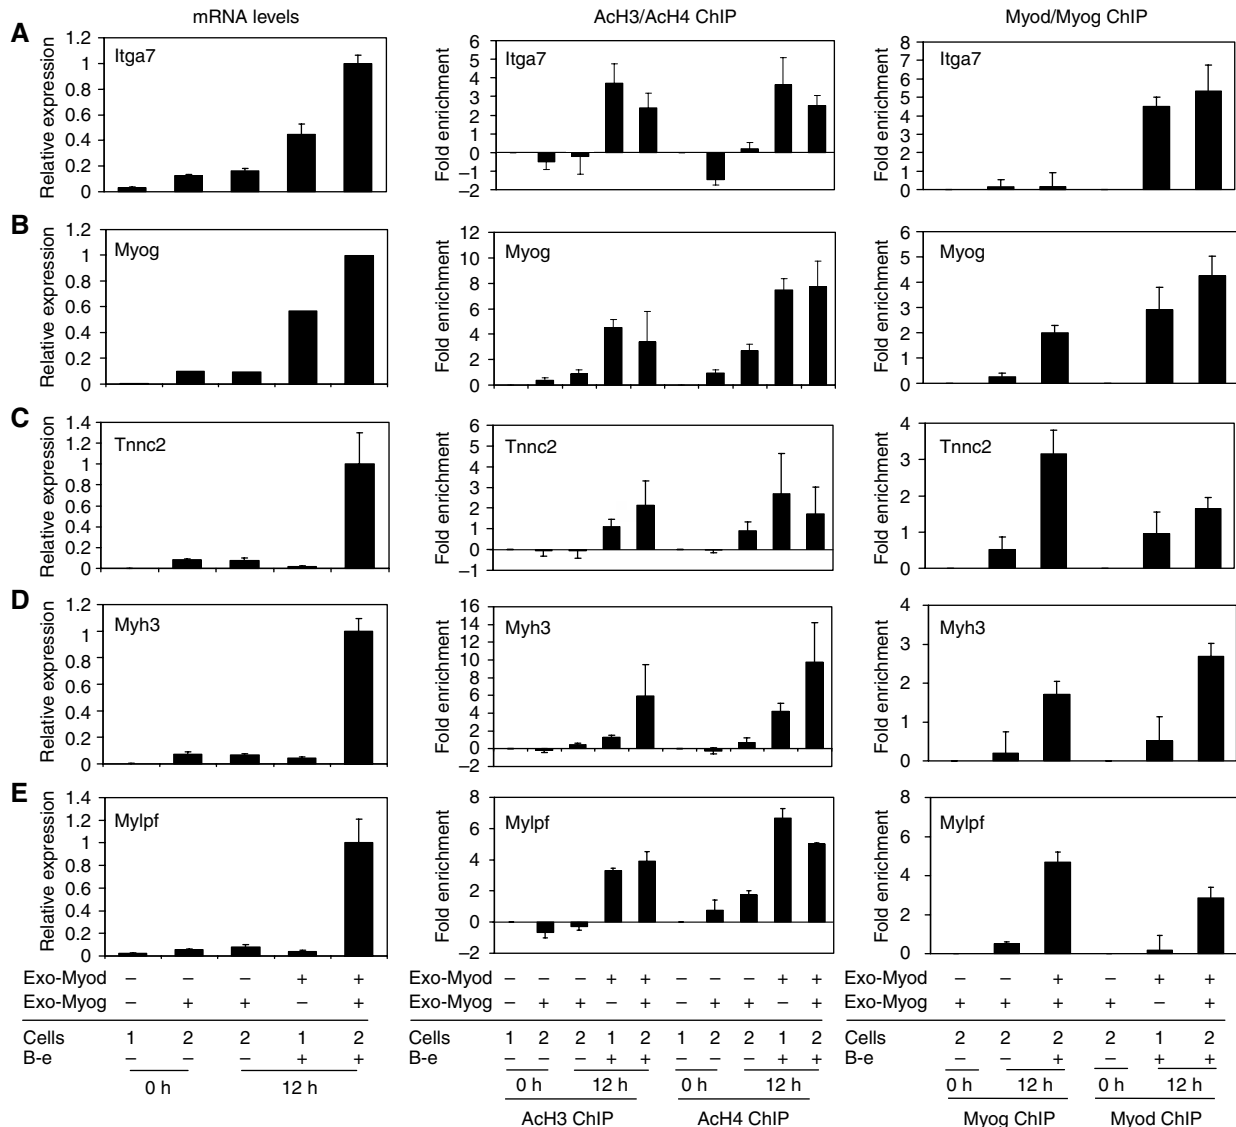 mRNA levels
AcH3/AcH4 ChIP
Myod/Myog ChIP
A
Relative expression
1.2
1
0.8
0.6
0.4
0.2
0
Itga7
Fold enrichment
6
5
4
3
2
1
0
–1
–2
Itga7
Fold enrichment
8
7
6
5
4
3
2
1
0
Itga7
B
Relative expression
1.2
1
0.8
0.6
0.4
0.2
0
Myog
Fold enrichment
12
10
8
6
4
2
0
Myog
Fold enrichment
6
5
4
3
2
1
0
Myog
C
Relative expression
1.4
1.2
1
0.8
0.6
0.4
0.2
0
Tnnc2
Fold enrichment
6
5
4
3
2
1
0
–1
Tnnc2
Fold enrichment
4
3
2
1
0
Tnnc2
D
Relative expression
1.2
1
0.8
0.6
0.4
0.2
0
Myh3
Fold enrichment
16
14
12
10
8
6
4
2
0
–2
Myh3
Fold enrichment
4
3
2
1
0
Myh3
E
Relative expression
1.4
1.2
1
0.8
0.6
0.4
0.2
0
Mylpf
Fold enrichment
8
6
4
2
0
2
Mylpf
Fold enrichment
8
6
4
2
0
Mylpf
Exo-Myod – – – + + – – – + + – – – + + – – + – + +
Exo-Myog – + + – + – + + – + – + + – + + + + + – +
Cells 1 2 2 1 2 1 2 2 1 2 1 2 2 1 2 2 2 2 2 1 2
B-e – – – + + – – – + + – – – + + – – + – + +
0 h 12 h 0 h 12 h 0 h 12 h 0 h 12 h 0 h 12 h
AcH3 ChIP AcH4 ChIP Myog ChIP Myod ChIP